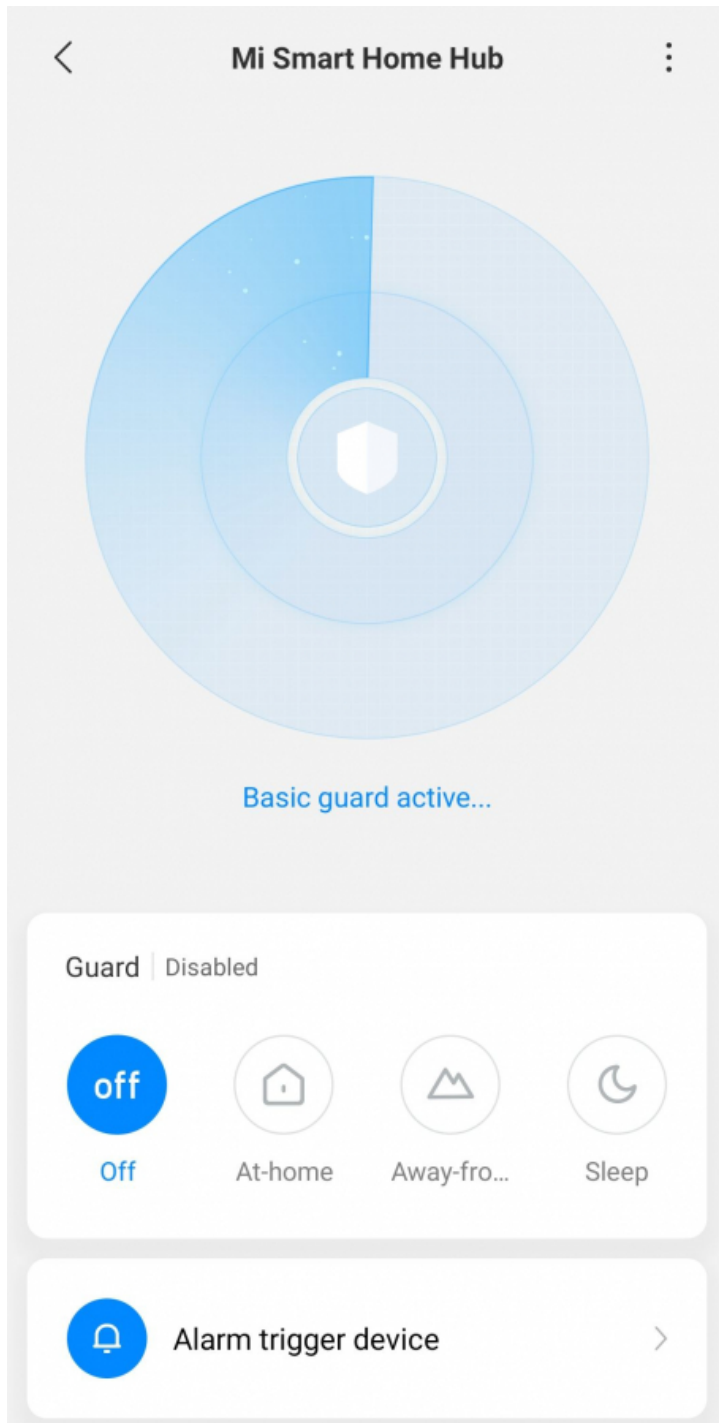 Mi Smart Home Hub
Basic guard active...
Guard | Disabled
off
Off At-home Away-fro... Sleep
Alarm trigger device